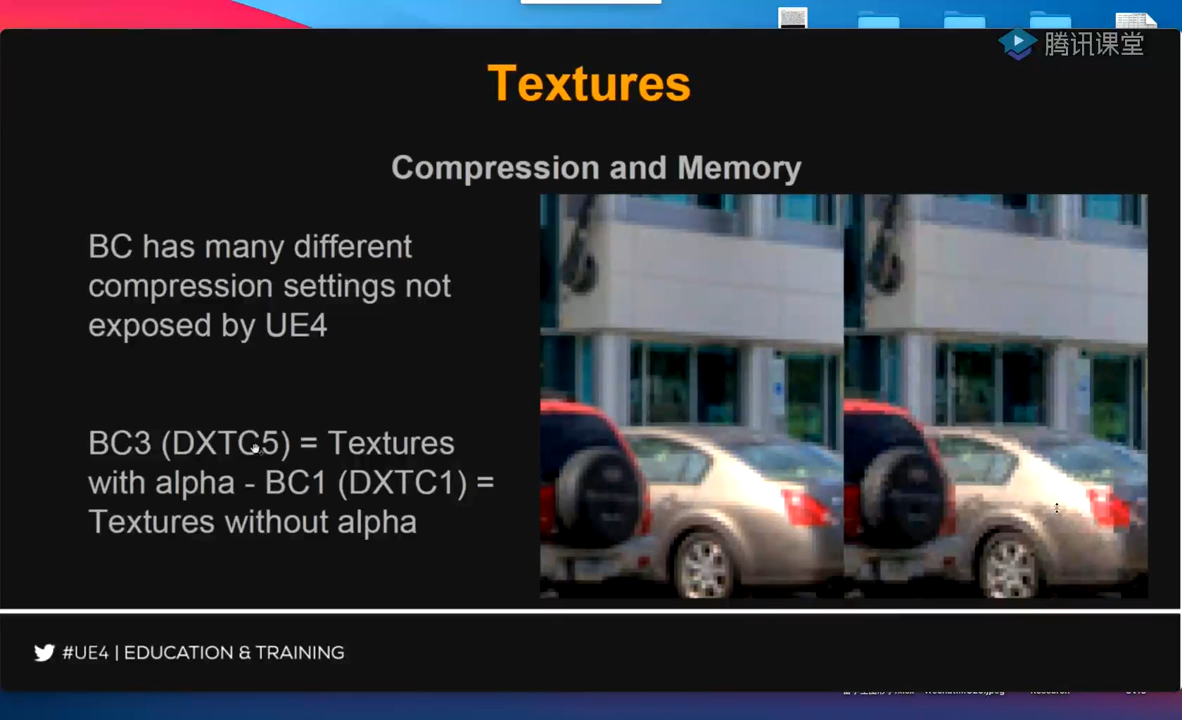 腾讯课堂
Textures
Compression and Memory
BC has many different
compression settings not
exposed by UE4
BC3 (DXTC5) = Textures
with alpha - BC1 (DXTC1) =
Textures without alpha
#UE4 | EDUCATION & TRAINING